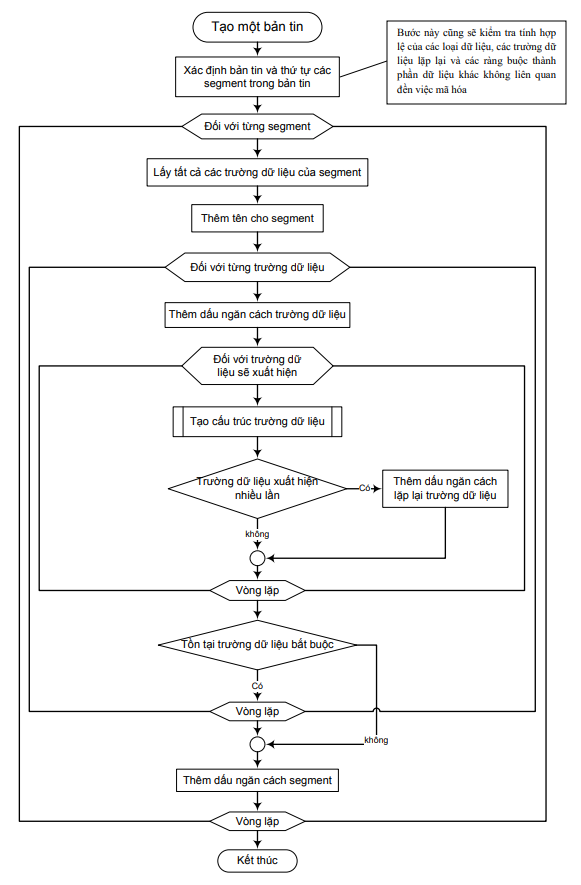 Tạo một bản tin
Bước này cũng sẽ kiểm tra tính hợp
lệ của các loại dữ liệu, các trường dữ
liệu lặp lại và các ràng buộc thành
phần dữ liệu khác không liên quan
đến việc mã hóa
Xác định bản tin và thứ tự các
segment trong bản tin
Đối với từng segment
Lấy tất cả các trường dữ liệu của segment
Thêm tên cho segment
Đối với từng trường dữ liệu
Thêm dấu ngăn cách trường dữ liệu
Đối với trường dữ
liệu sẽ xuất hiện
Tạo cấu trúc trường dữ liệu
Trường dữ liệu xuất hiện
nhiều lần
Có
Thêm dấu ngăn cách
lặp lại trường dữ liệu
không
Vòng lặp
Tồn tại trường dữ liệu bắt buộc
Có
Vòng lặp
không
Thêm dấu ngăn cách segment
Vòng lặp
Kết thúc